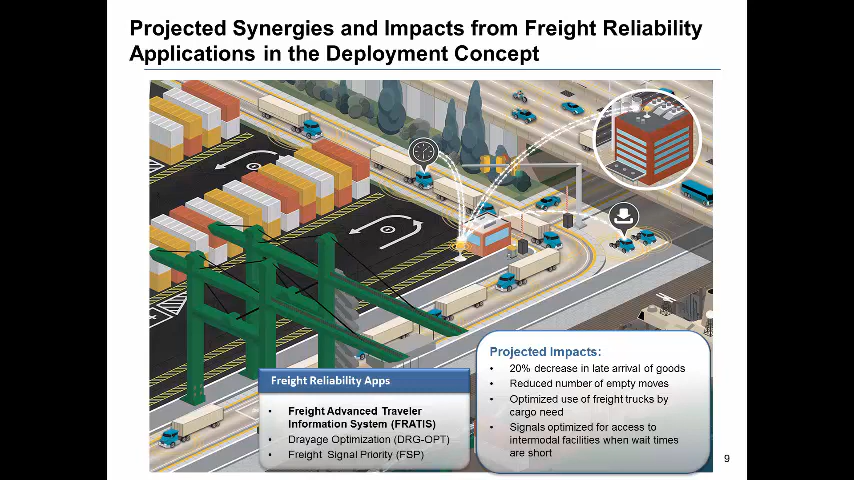 Projected Synergies and Impacts from Freight Reliability
Applications in the Deployment Concept
Freight Reliability Apps
• Freight Advanced Traveler
Information System (FRATIS)
• Drayage Optimization (DRG-OPT)
• Freight Signal Priority (FSP)
Projected Impacts:
• 20% decrease in late arrival of goods
• Reduced number of empty moves
• Optimized use of freight trucks by
cargo need
• Signals optimized for access to
intermodal facilities when wait times
are short
9